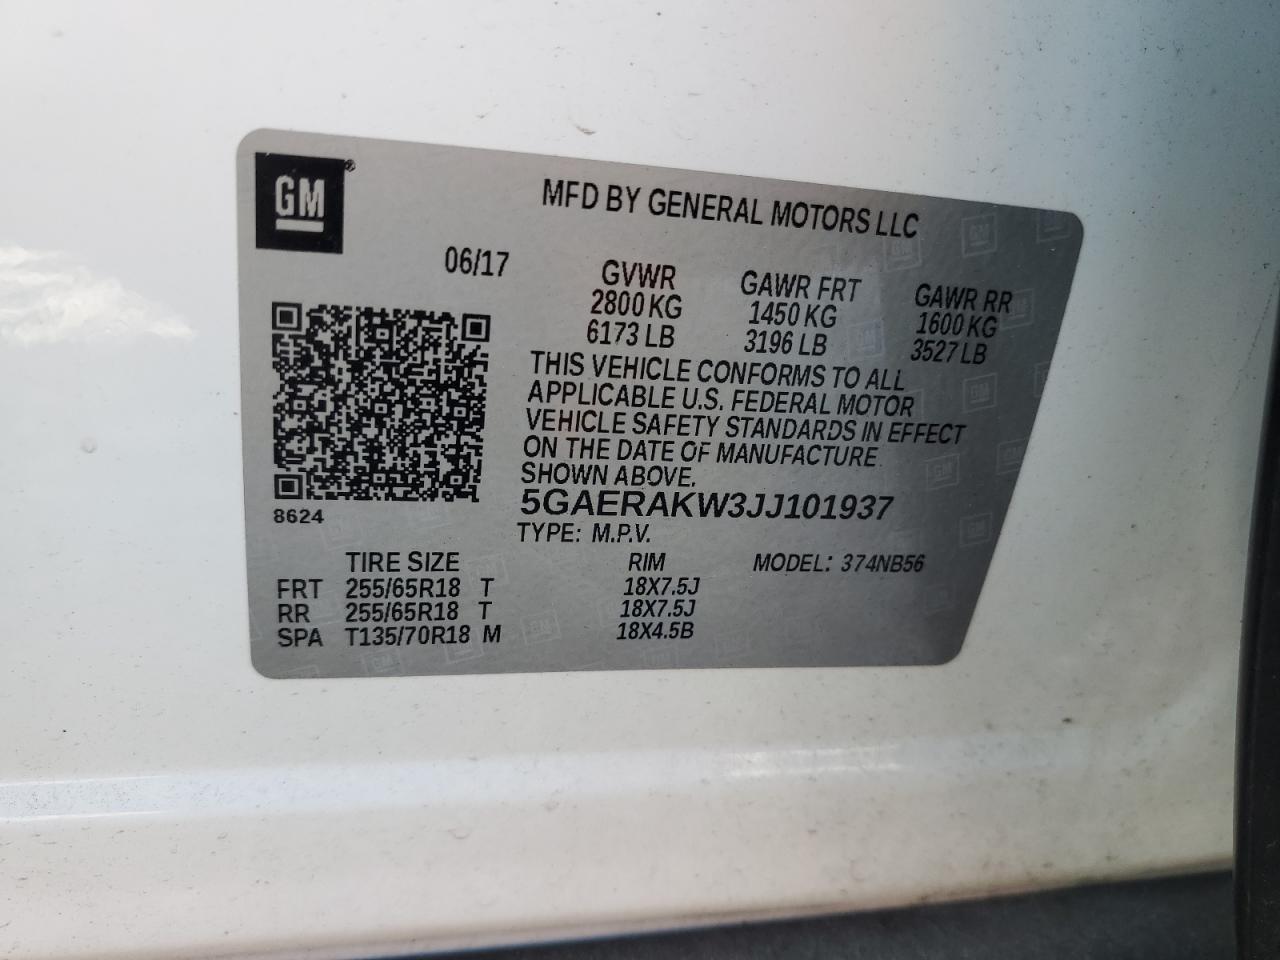 GM®
MFD BY GENERAL MOTORS LLC
06/17
GVWR GAWR FRT GAWR RR
2800 KG 1450 KG 1600 KG
6173 LB 3196 LB 3527 LB
THIS VEHICLE CONFORMS TO ALL
APPLICABLE U.S. FEDERAL MOTOR
VEHICLE SAFETY STANDARDS IN EFFECT
ON THE DATE OF MANUFACTURE
SHOWN ABOVE.
8624
5GAERAKW3JJ101937
TYPE: M.P.V.
TIRE SIZE RIM MODEL: 374NB56
FRT 255/65R18 T 18X7.5J
RR 255/65R18 T 18X7.5J
SPA T135/70R18 M 18X4.5B